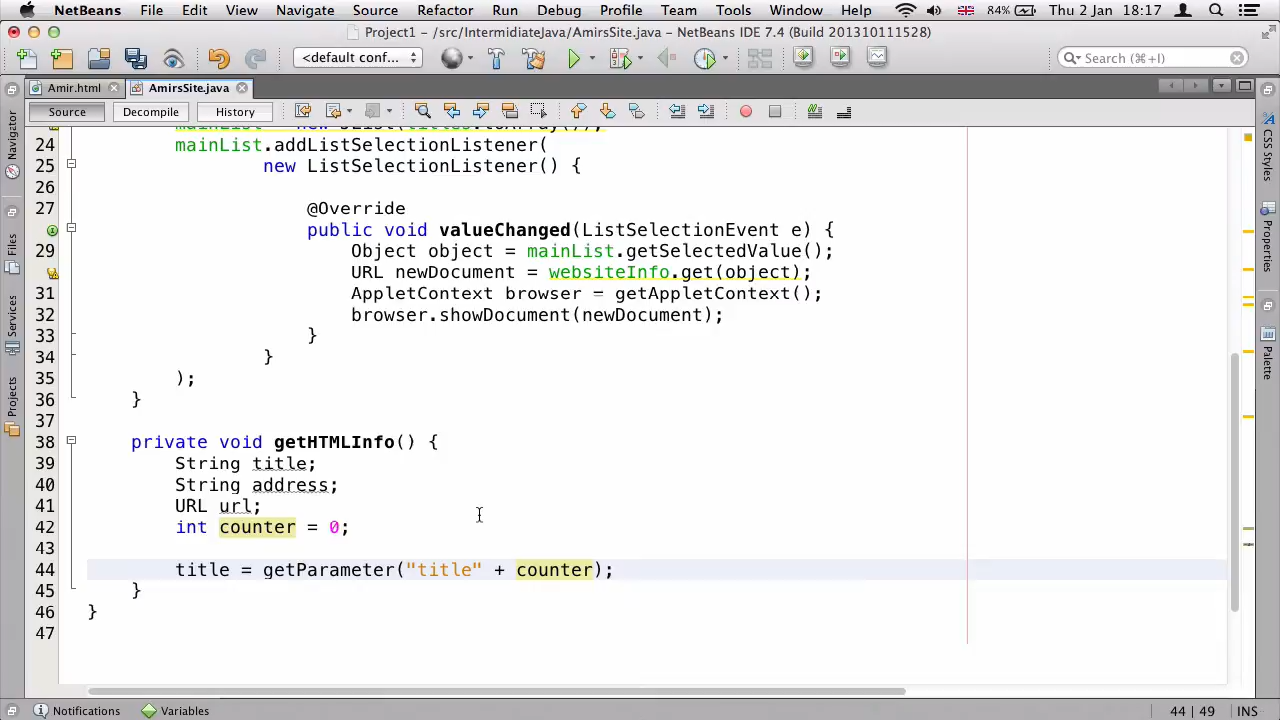 NetBeans File Edit View Navigate Source Refactor Run Debug Profile Team Tools Window Help 84% Thu 2 Jan 18:17
Project1 - /src/IntermidiateJava/AmirsSite.java - NetBeans IDE 7.4 (Build 201310111528)
<default conf... Search (⌘+I)
Amir.html AmirsSite.java
Source Decompile History
mainList = new JList(titles.toArray());
24 mainList.addListSelectionListener(
25 new ListSelectionListener() {
26
27 @Override
public void valueChanged(ListSelectionEvent e) {
29 Object object = mainList.getSelectedValue();
URL newDocument = websiteInfo.get(object);
31 AppletContext browser = getAppletContext();
32 browser.showDocument(newDocument);
33 }
34 }
35 );
36 }
37
38 private void getHTMLInfo() {
39 String title;
40 String address;
41 URL url;
42 int counter = 0;
43
44 title = getParameter("title" + counter);
45 }
46 }
47
Navigator
Files
Services
Projects
CSS Styles
Properties
Palette
Notifications Variables 44 | 49 INS